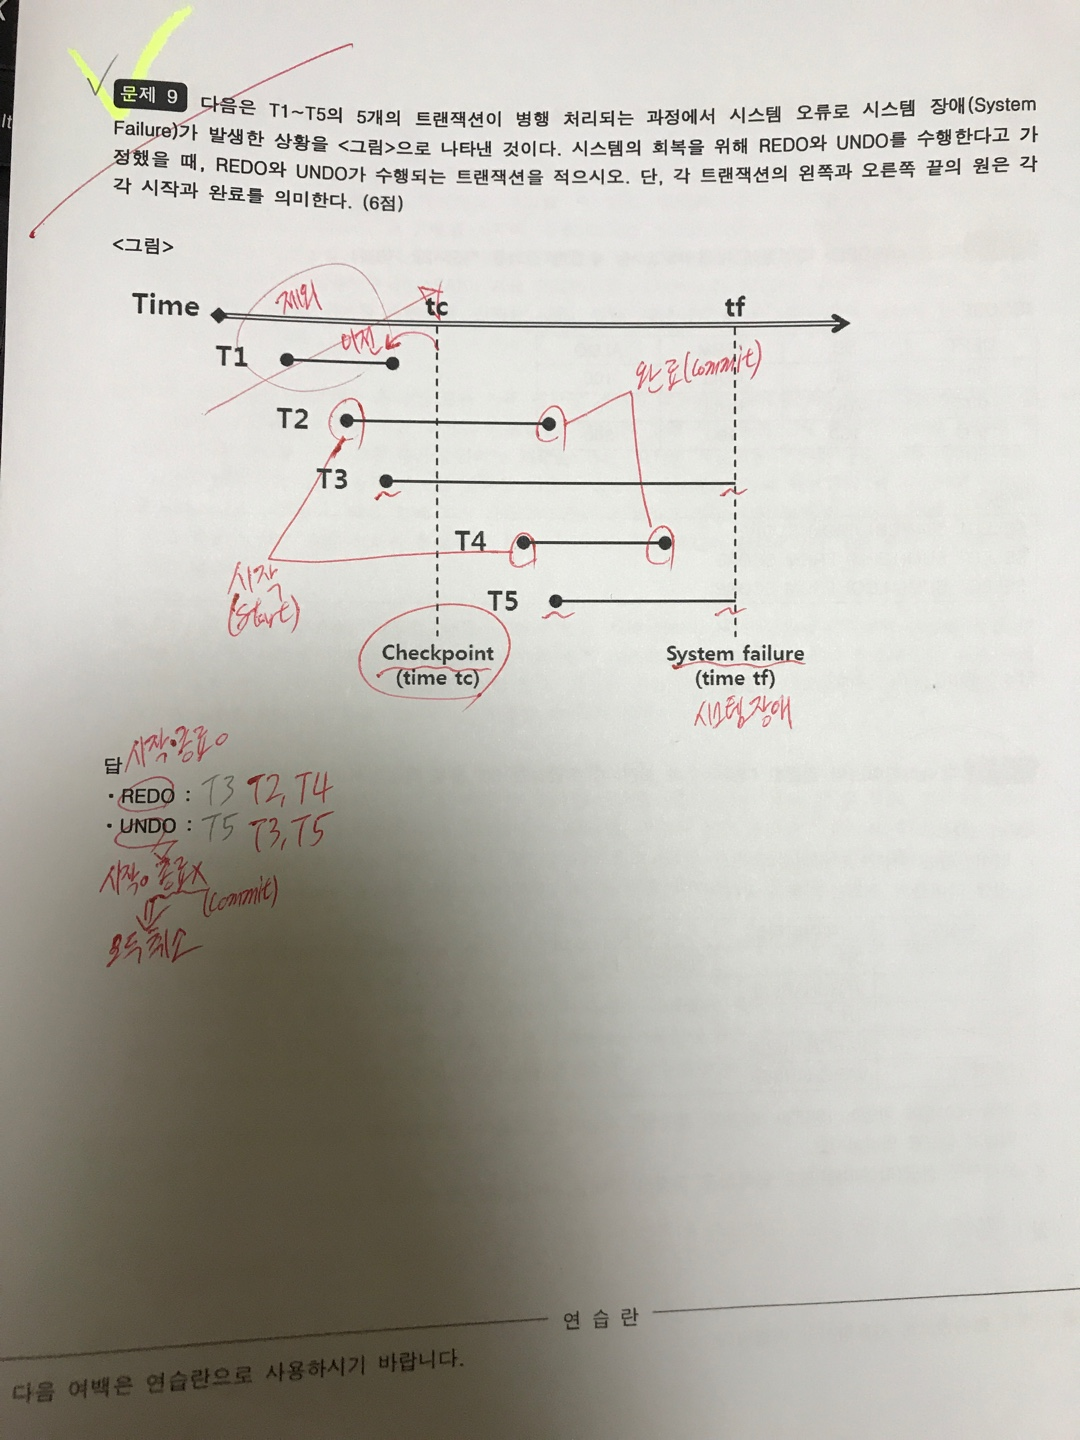 문제 9 다음은 T1~T5의 5개의 트랜잭션이 병행 처리되는 과정에서 시스템 오류로 시스템 장애(System
Failure)가 발생한 상황을 <그림>으로 나타낸 것이다. 시스템의 회복을 위해 REDO와 UNDO를 수행한다고 가
정했을 때, REDO와 UNDO가 수행되는 트랜잭션을 적으시오. 단, 각 트랜잭션의 왼쪽과 오른쪽 끝의 원은 각
각 시작과 완료를 의미한다. (6점)
<그림>
제외
Time tc tf
이전
T1
완료(commit)
T2
T3
T4
시작
(start)
T5
Checkpoint System failure
(time tc) (time tf)
시스템 장애
시작·종료o
답
· REDO : T3 T2, T4
· UNDO : T5 T3, T5
시작o 종료x
(commit)
모두 취소
연 습 란
다음 여백은 연습란으로 사용하시기 바랍니다.